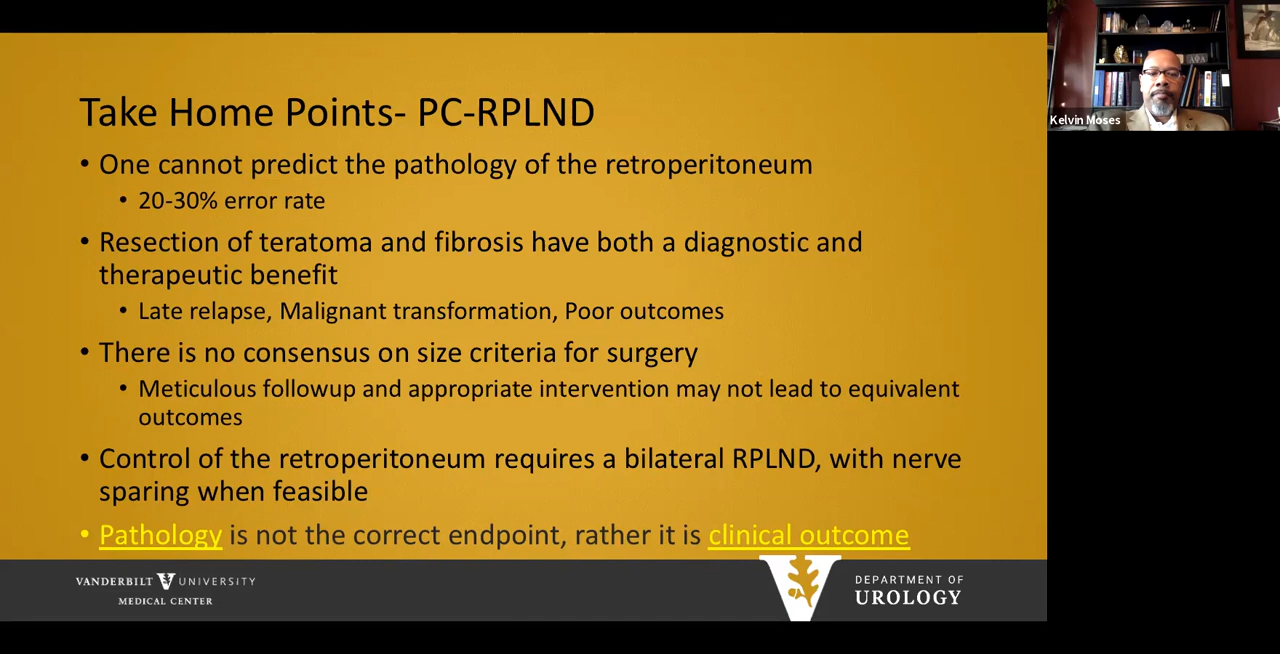 Take Home Points- PC-RPLND
• One cannot predict the pathology of the retroperitoneum
• 20-30% error rate
• Resection of teratoma and fibrosis have both a diagnostic and
therapeutic benefit
• Late relapse, Malignant transformation, Poor outcomes
• There is no consensus on size criteria for surgery
• Meticulous followup and appropriate intervention may not lead to equivalent
outcomes
• Control of the retroperitoneum requires a bilateral RPLND, with nerve
sparing when feasible
• Pathology is not the correct endpoint, rather it is clinical outcome
VANDERBILT V UNIVERSITY
MEDICAL CENTER
V
DEPARTMENT OF
UROLOGY
Kelvin Moses
ΑΦΑ